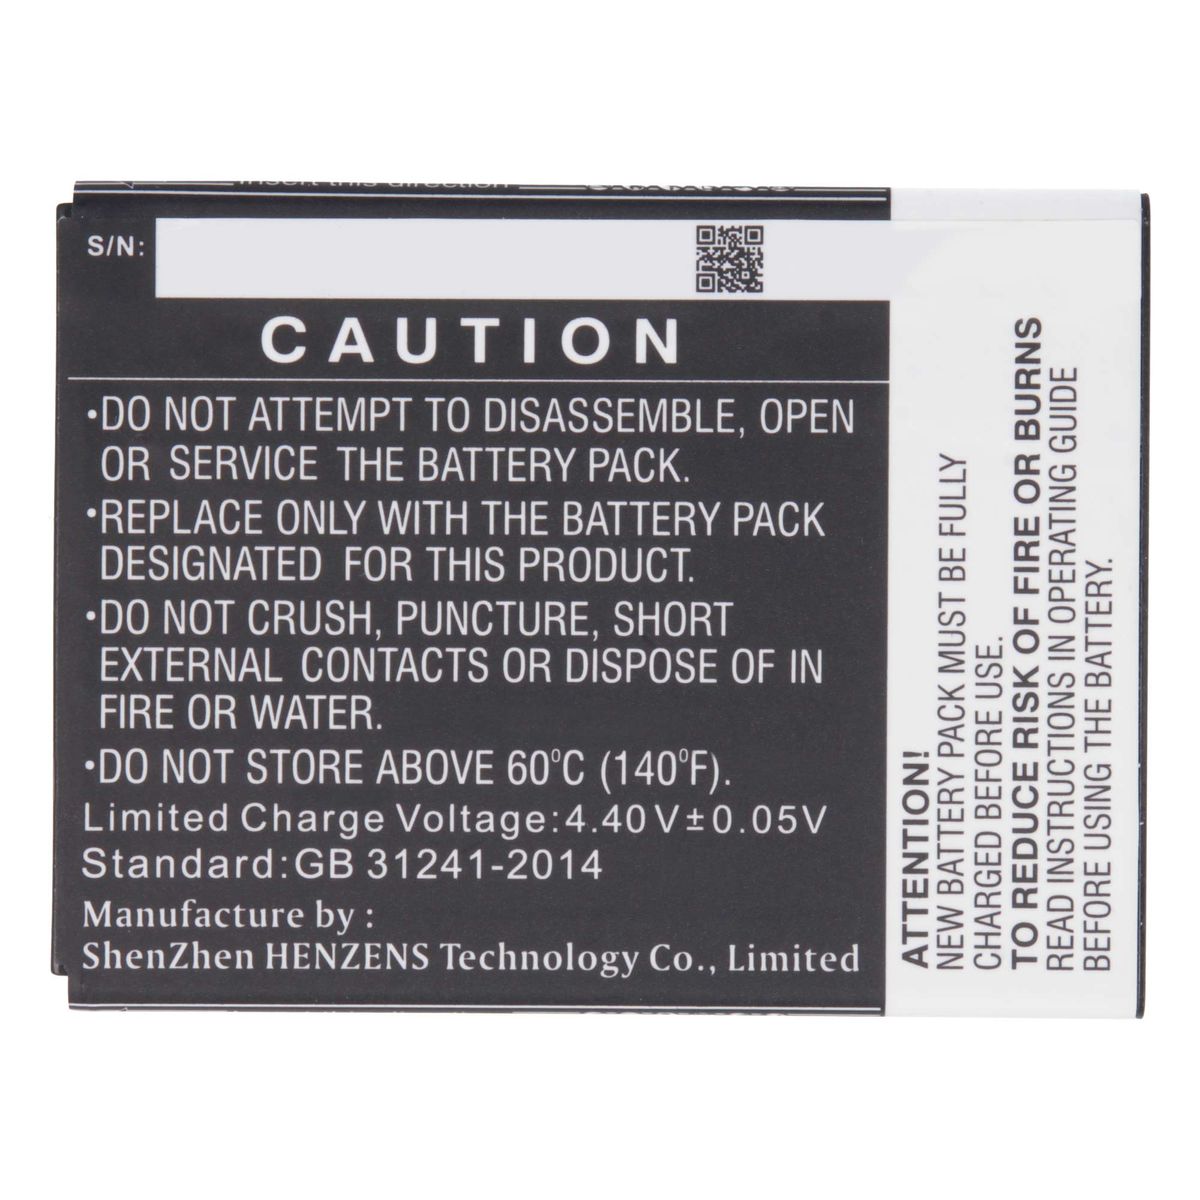 Insert this direction
S/N:
CAUTION
•DO NOT ATTEMPT TO DISASSEMBLE, OPEN
OR SERVICE THE BATTERY PACK.
•REPLACE ONLY WITH THE BATTERY PACK
DESIGNATED FOR THIS PRODUCT.
•DO NOT CRUSH, PUNCTURE, SHORT
EXTERNAL CONTACTS OR DISPOSE OF IN
FIRE OR WATER.
•DO NOT STORE ABOVE 60°C (140°F).
Limited Charge Voltage:4.40V±0.05V
Standard:GB 31241-2014
Manufacture by :
ShenZhen HENZENS Technology Co., Limited
ATTENTION!
NEW BATTERY PACK MUST BE FULLY
CHARGED BEFORE USE.
TO REDUCE RISK OF FIRE OR BURNS
READ INSTRUCTIONS IN OPERATING GUIDE
BEFORE USING THE BATTERY.